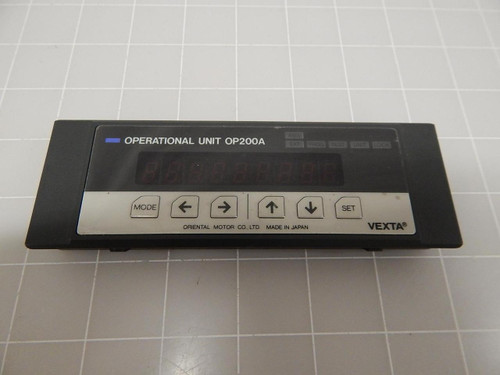 OPERATIONAL UNIT OP200A
MODE ← → ↑ ↓ SET
ORIENTAL MOTOR CO., LTD MADE IN JAPAN
VEXTA®